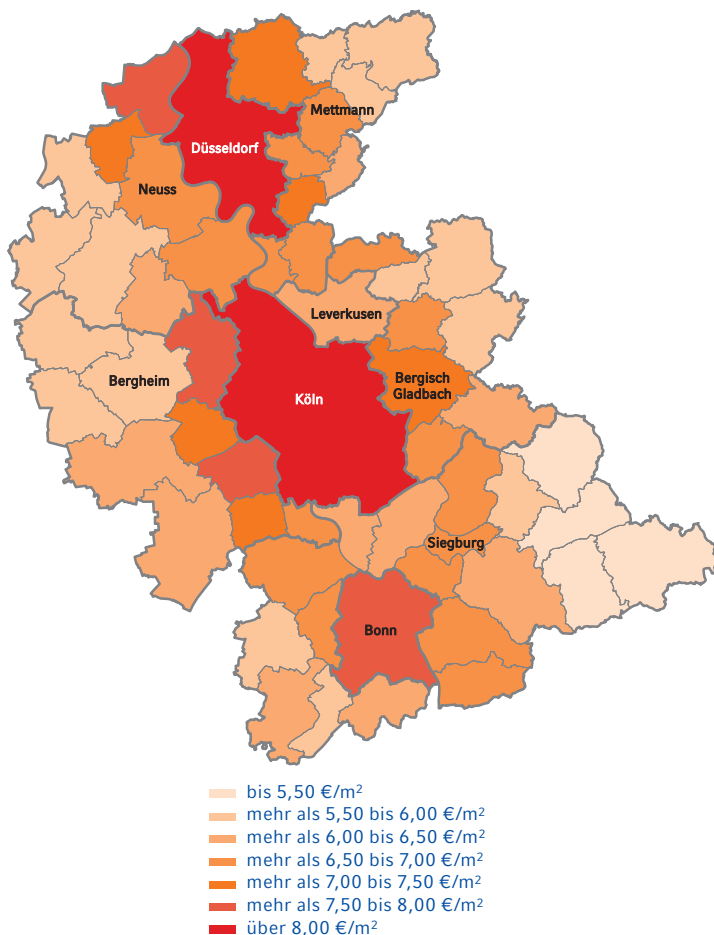 Mettmann
Düsseldorf
Neuss
Leverkusen
Bergheim
Bergisch
Gladbach
Köln
Siegburg
Bonn
bis 5,50 €/m²
mehr als 5,50 bis 6,00 €/m²
mehr als 6,00 bis 6,50 €/m²
mehr als 6,50 bis 7,00 €/m²
mehr als 7,00 bis 7,50 €/m²
mehr als 7,50 bis 8,00 €/m²
über 8,00 €/m²